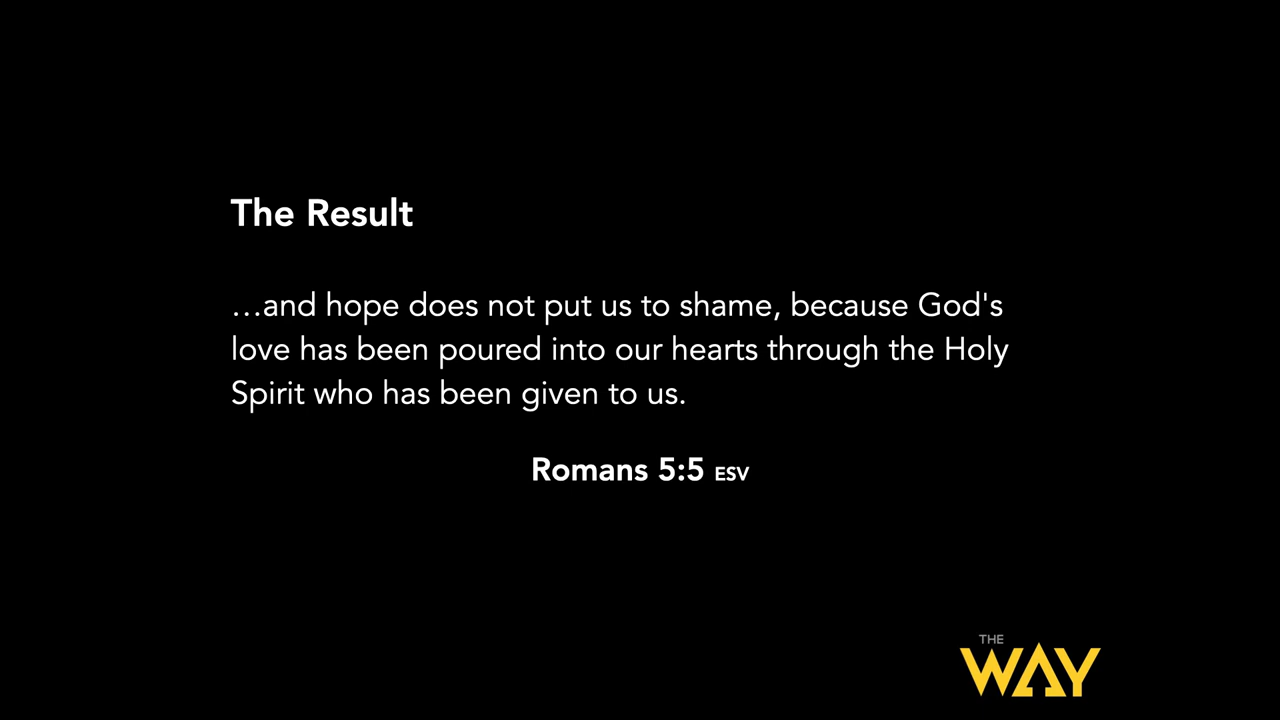 The Result
…and hope does not put us to shame, because God's
love has been poured into our hearts through the Holy
Spirit who has been given to us.
Romans 5:5 ESV
THE
WAY